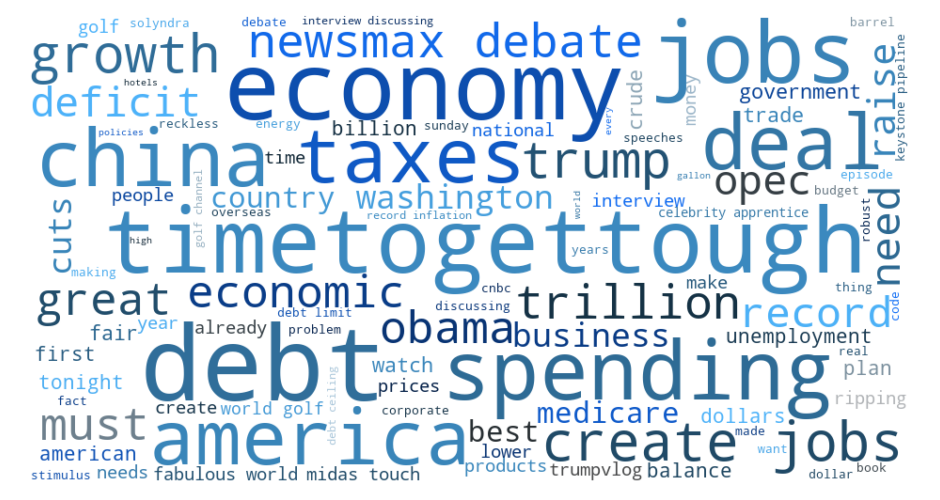 golf solyndra debate interview discussing barrel
growth newsmax debate jobs
hotels economy crude money keystone pipeline
deficit government raise
policies reckless energy billion sunday national every speeches trade
china time taxes trump deal
people country washington interview gallon opec budget episode
cuts golf channel overseas record inflation world celebrity apprentice robust need
high timetogettough years
making cnbc make thing
great economic discussing trillion record code
fair year already debt limit problem obama business unemployment
first watch real plan
tonight debt prices spending ripping
fact create world golf debt ceiling corporate medicare dollars
must america best create made jobs
american lower want
stimulus needs fabulous world midas touch products trumpvlog balance dollar book